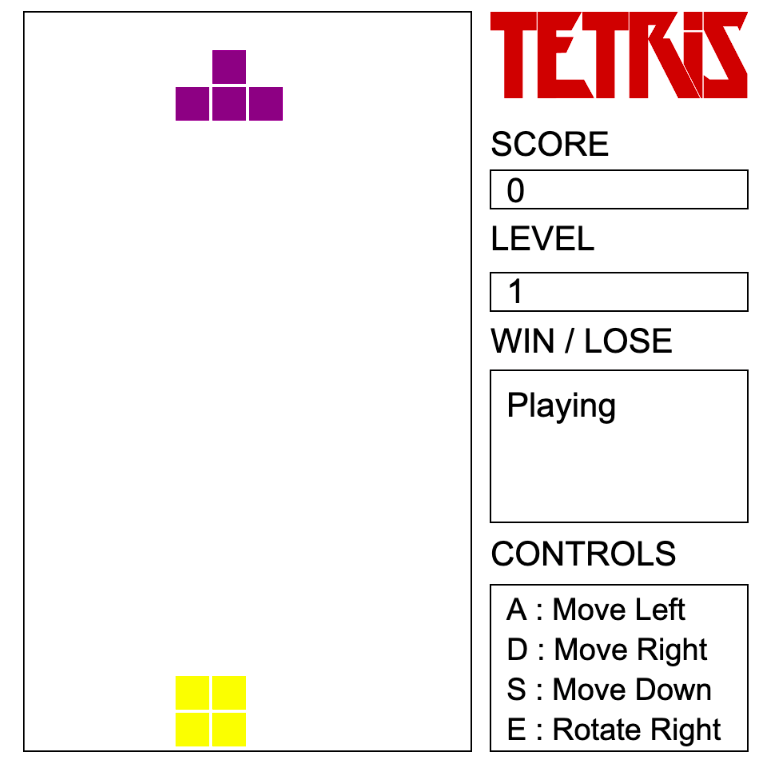 TETRIS
SCORE
0
LEVEL
1
WIN / LOSE
Playing
CONTROLS
A : Move Left
D : Move Right
S : Move Down
E : Rotate Right